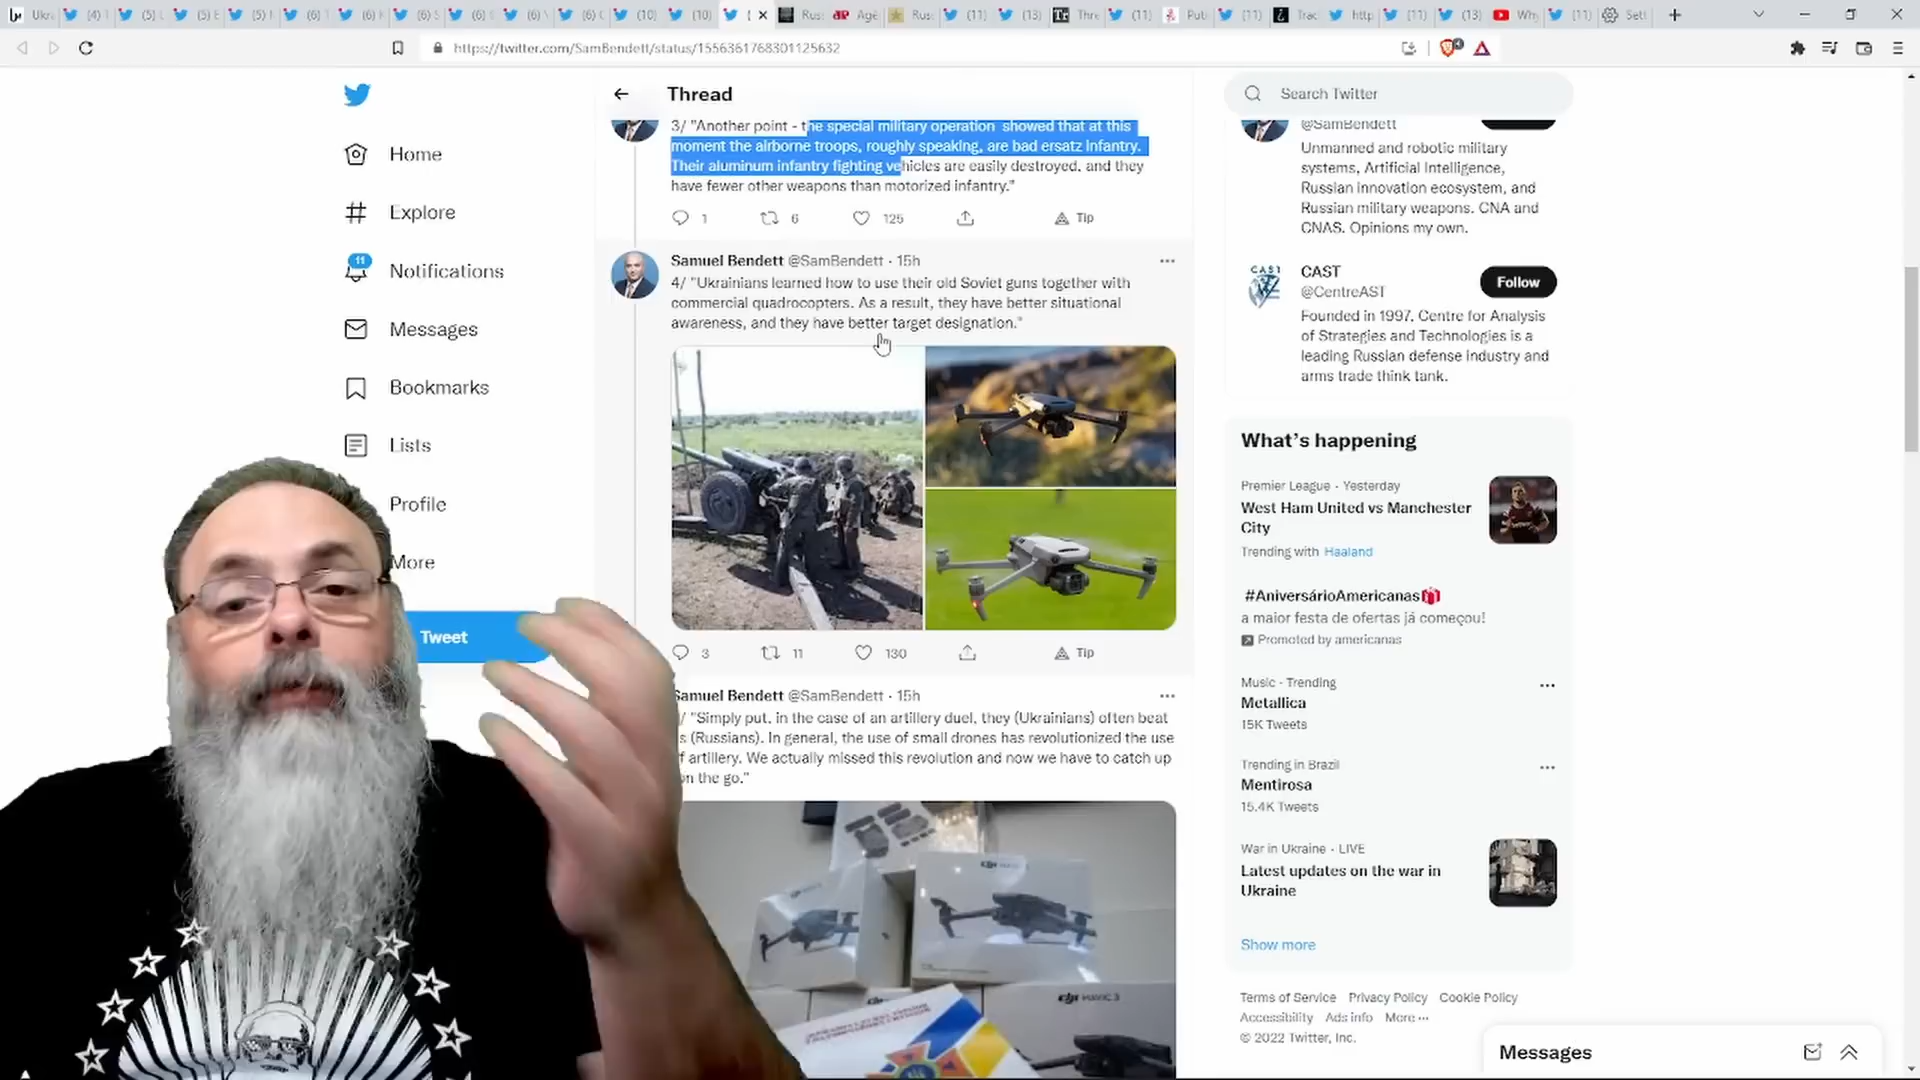 https://twitter.com/SamBendett/status/1556361768301125632
Home
Explore
11
Notifications
Messages
Bookmarks
Lists
Profile
More
Tweet
Thread
3/ "Another point - the special military operation showed that at this
moment the airborne troops, roughly speaking, are bad ersatz infantry.
Their aluminum infantry fighting vehicles are easily destroyed, and they
have fewer other weapons than motorized infantry."
1 6 125 Tip
Samuel Bendett @SamBendett · 15h
4/ "Ukrainians learned how to use their old Soviet guns together with
commercial quadrocopters. As a result, they have better situational
awareness, and they have better target designation."
3 11 130 Tip
Samuel Bendett @SamBendett · 15h
/ "Simply put, in the case of an artillery duel, they (Ukrainians) often beat
s (Russians). In general, the use of small drones has revolutionized the use
f artillery. We actually missed this revolution and now we have to catch up
on the go."
Search Twitter
@SamBendett
Unmanned and robotic military
systems, Artificial Intelligence,
Russian innovation ecosystem, and
Russian military weapons. CNA and
CNAS. Opinions my own.
CAST
@CentreAST
Follow
Founded in 1997, Centre for Analysis
of Strategies and Technologies is a
leading Russian defense industry and
arms trade think tank.
What's happening
Premier League · Yesterday
West Ham United vs Manchester
City
Trending with Haaland
#AniversárioAmericanas
a maior festa de ofertas já começou!
Promoted by americanas
Music · Trending
Metallica
15K Tweets
Trending in Brazil
Mentirosa
15.4K Tweets
War in Ukraine · LIVE
Latest updates on the war in
Ukraine
Show more
Terms of Service Privacy Policy Cookie Policy
Accessibility Ads info More ···
© 2022 Twitter, Inc.
Messages